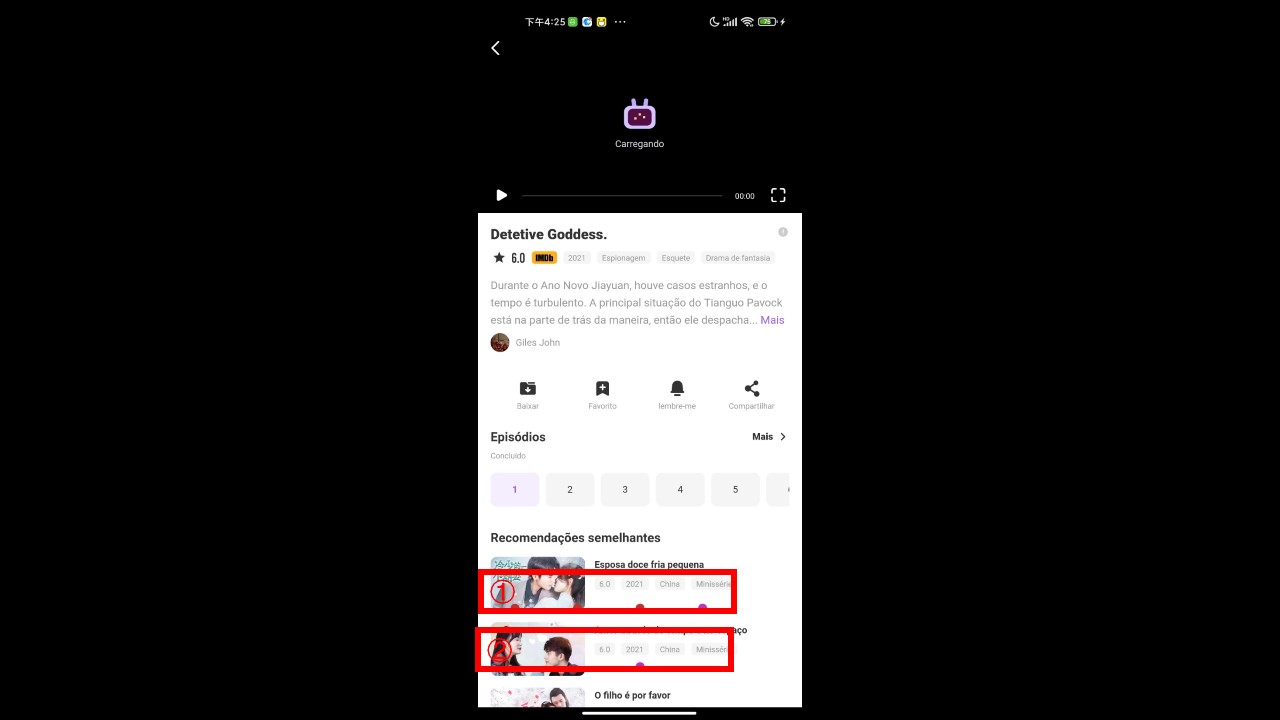 下午4:25
HD
75
Carregando
00:00
Detetive Goddess.
6.0 IMDb 2021 Espionagem Esquete Drama de fantasia
Durante o Ano Novo Jiayuan, houve casos estranhos, e o
tempo é turbulento. A principal situação do Tianguo Pavock
está na parte de trás da maneira, então ele despacha... Mais
Giles John
Baixar Favorito lembre-me Compartilhar
Episódios Mais
Concluído
1 2 3 4 5
Recomendações semelhantes
Esposa doce fria pequena
6.0 2021 China Minissérie
①
6.0 2021 China Minissérie
②
O filho é por favor